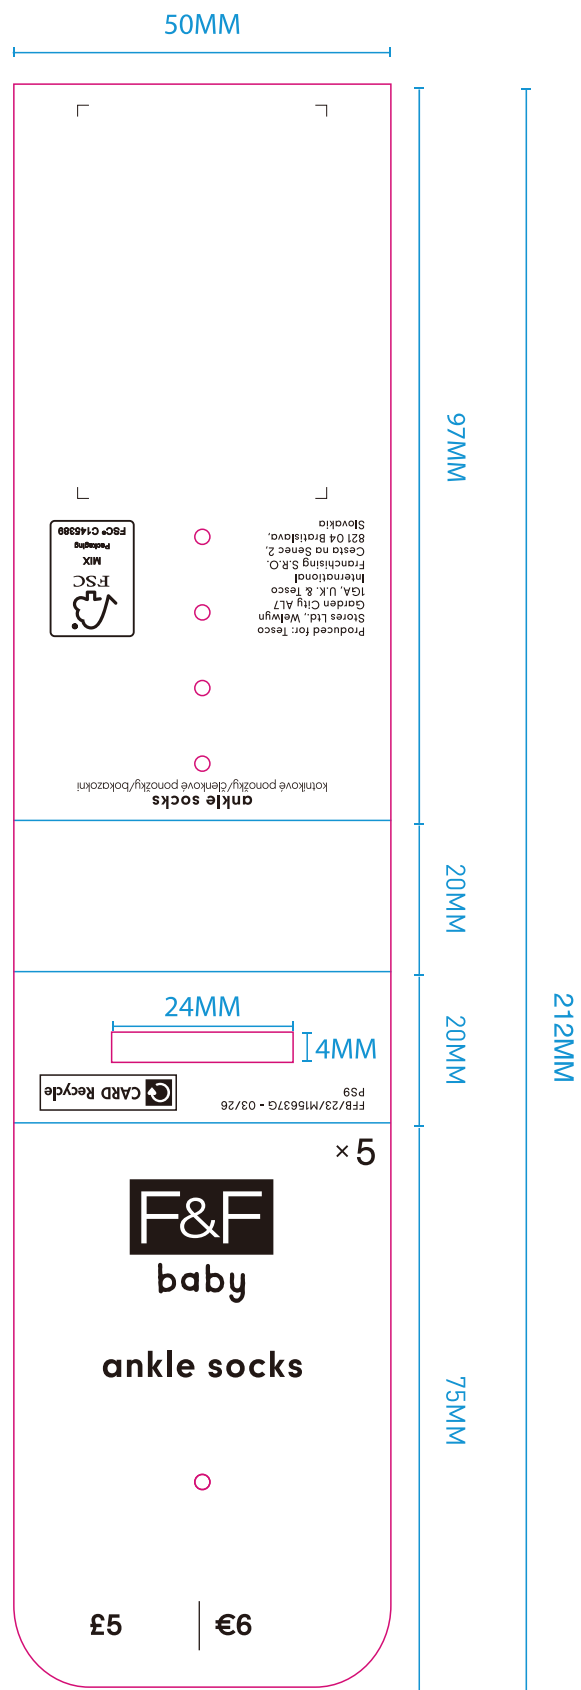 50MM
97MM
FSC® C145389
Packaging
MIX
FSC
Produced for: Tesco
Stores Ltd., Welwyn
Garden City AL7
1GA, U.K. & Tesco
International
Franchising S.R.O.
Cesta na Senec 2,
821 04 Bratislava,
Slovakia
ankle socks
kotníkové ponožky/členkové ponožky/bokazokni
20MM
212MM
24MM
4MM
20MM
CARD Recycle
FFB/23/M15637G - 03/26
PS9
× 5
F&F
baby
ankle socks
75MM
£5
€6